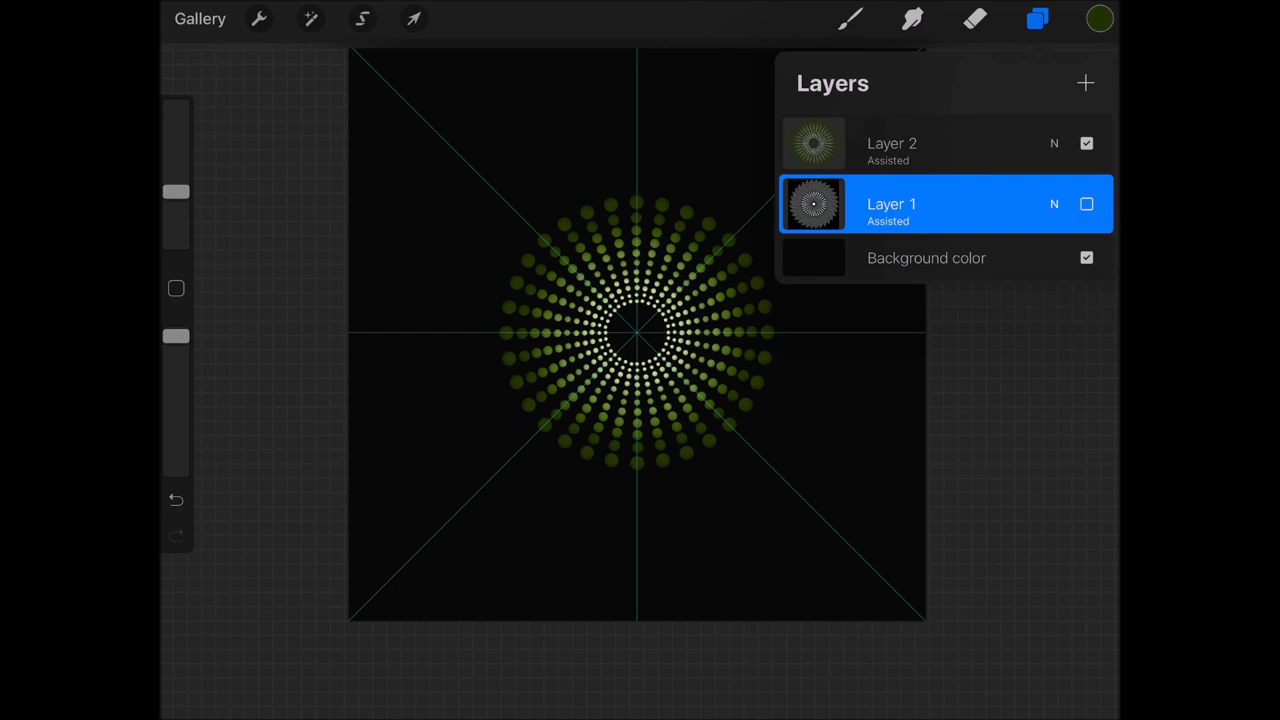 Gallery
Layers
Layer 2
N
Assisted
Layer 1
N
Assisted
Background color